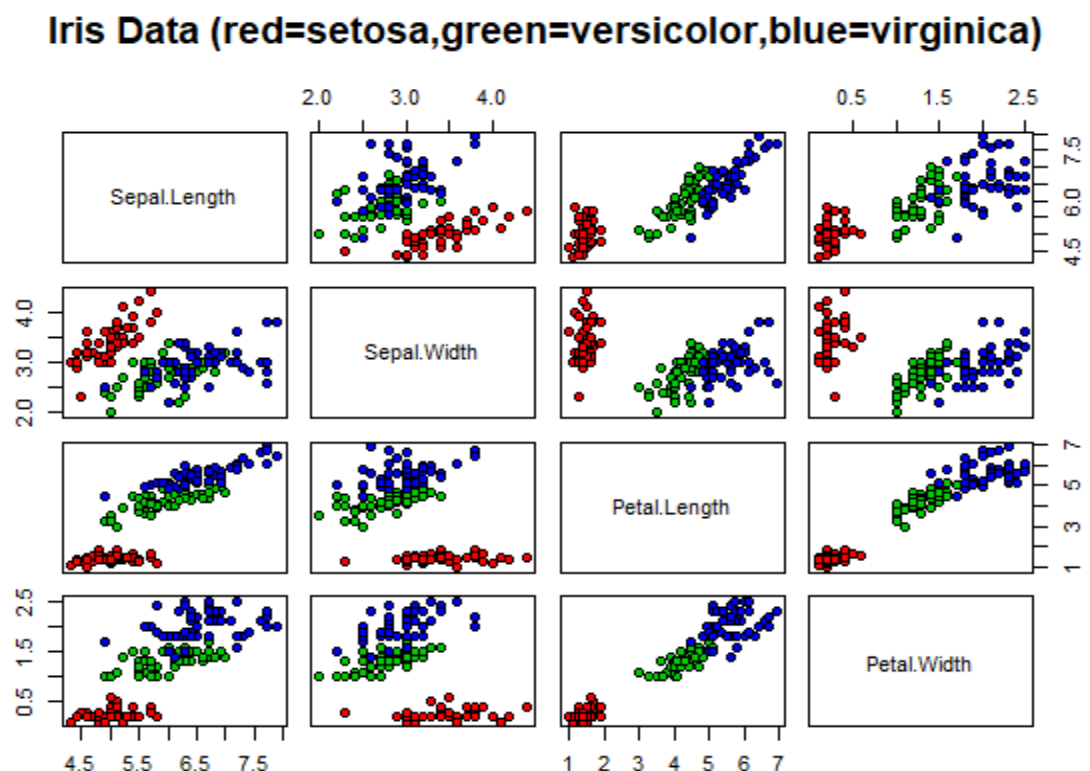 Iris Data (red=setosa,green=versicolor,blue=virginica)
2.0 3.0 4.0 0.5 1.5 2.5
Sepal.Length
4.5 6.0 7.5
2.0 3.0 4.0
Sepal.Width
Petal.Length
1 3 5 7
0.5 1.5 2.5
Petal.Width
4.5 5.5 6.5 7.5 1 2 3 4 5 6 7